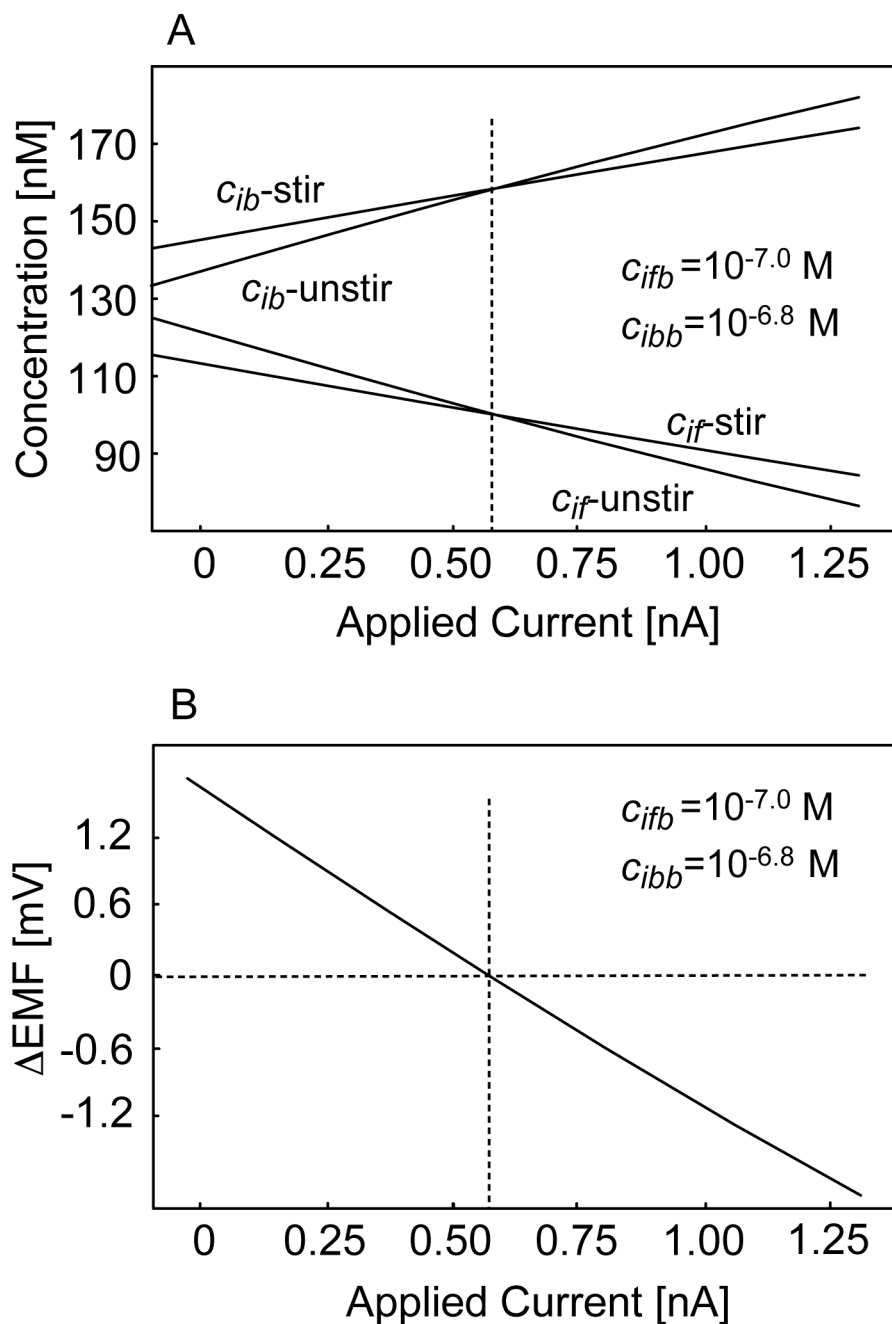 A
Concentration [nM]
170
150
130
110
90
c_ib-stir
c_ib-unstir
c_ifb=10^-7.0 M
c_ibb=10^-6.8 M
c_if-stir
c_if-unstir
0 0.25 0.50 0.75 1.00 1.25
Applied Current [nA]
B
ΔEMF [mV]
1.2
0.6
0
-0.6
-1.2
c_ifb=10^-7.0 M
c_ibb=10^-6.8 M
0 0.25 0.50 0.75 1.00 1.25
Applied Current [nA]